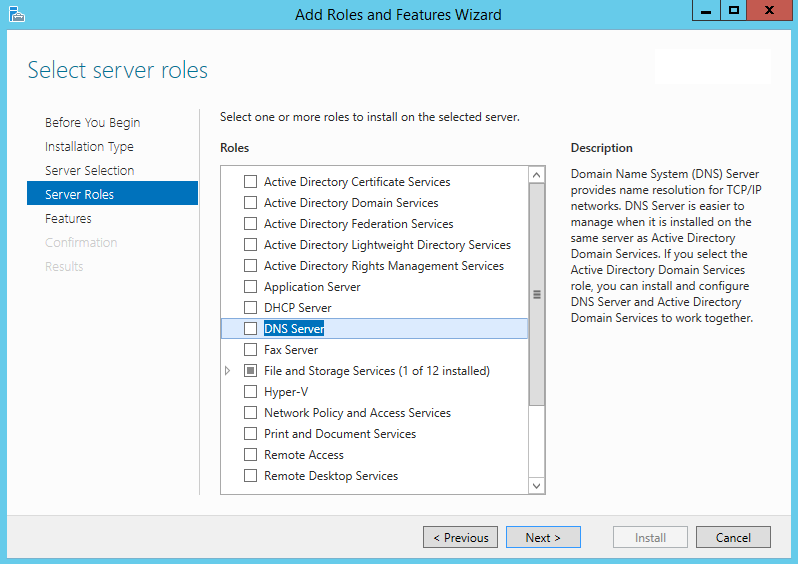 Add Roles and Features Wizard
Select server roles
Before You Begin
Installation Type
Server Selection
Server Roles
Features
Confirmation
Results
Select one or more roles to install on the selected server.
Roles
Active Directory Certificate Services
Active Directory Domain Services
Active Directory Federation Services
Active Directory Lightweight Directory Services
Active Directory Rights Management Services
Application Server
DHCP Server
DNS Server
Fax Server
File and Storage Services (1 of 12 installed)
Hyper-V
Network Policy and Access Services
Print and Document Services
Remote Access
Remote Desktop Services
Description
Domain Name System (DNS) Server
provides name resolution for TCP/IP
networks. DNS Server is easier to
manage when it is installed on the
same server as Active Directory
Domain Services. If you select the
Active Directory Domain Services
role, you can install and configure
DNS Server and Active Directory
Domain Services to work together.
< Previous
Next >
Install
Cancel